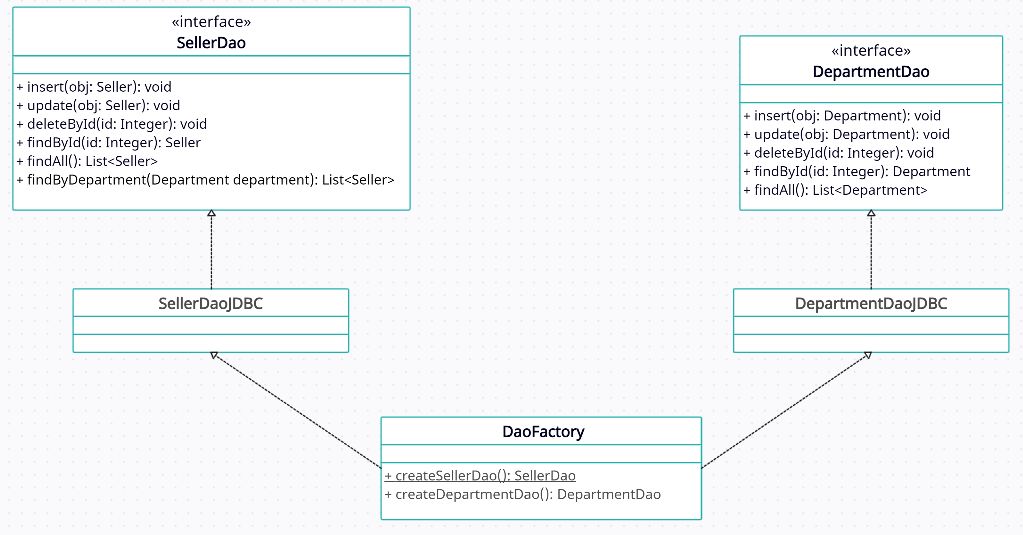 «interface»
SellerDao
+ insert(obj: Seller): void
+ update(obj: Seller): void
+ deleteById(id: Integer): void
+ findById(id: Integer): Seller
+ findAll(): List<Seller>
+ findByDepartment(Department department): List<Seller>
«interface»
DepartmentDao
+ insert(obj: Department): void
+ update(obj: Department): void
+ deleteById(id: Integer): void
+ findById(id: Integer): Department
+ findAll(): List<Department>
SellerDaoJDBC
DepartmentDaoJDBC
DaoFactory
+ createSellerDao(): SellerDao
+ createDepartmentDao(): DepartmentDao